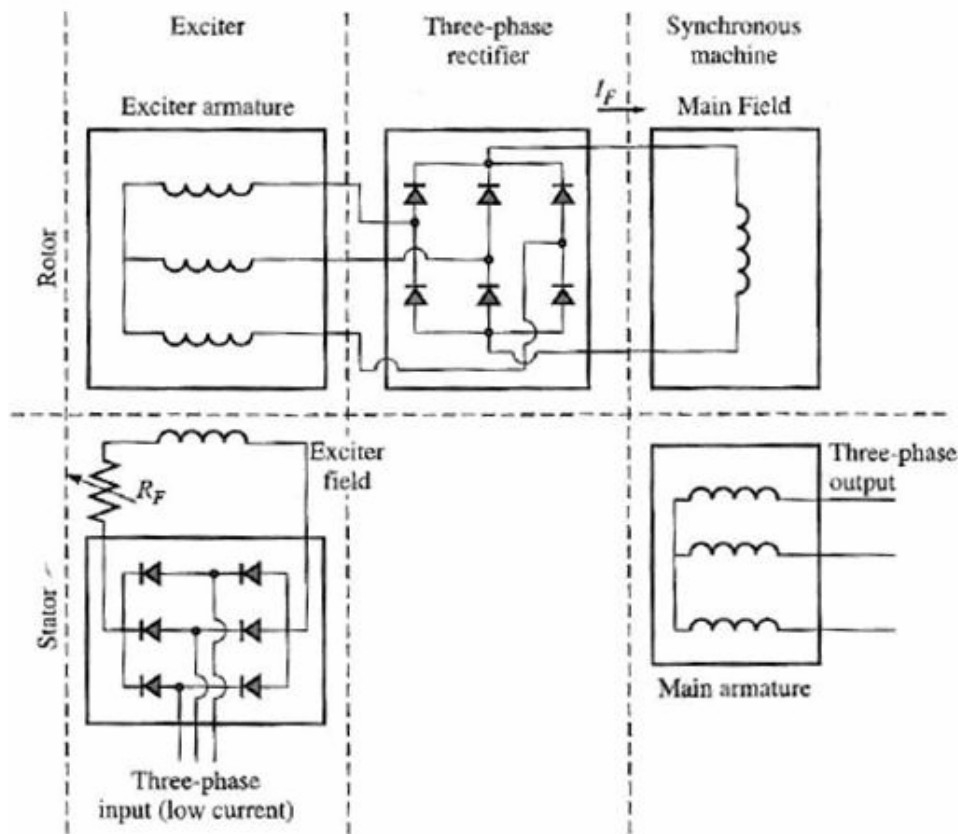 Exciter
Three-phase
rectifier
Synchronous
machine
Exciter armature
I_F
Main Field
Rotor
Exciter
field
R_F
Three-phase
output
Stator
Main armature
Three-phase
input (low current)